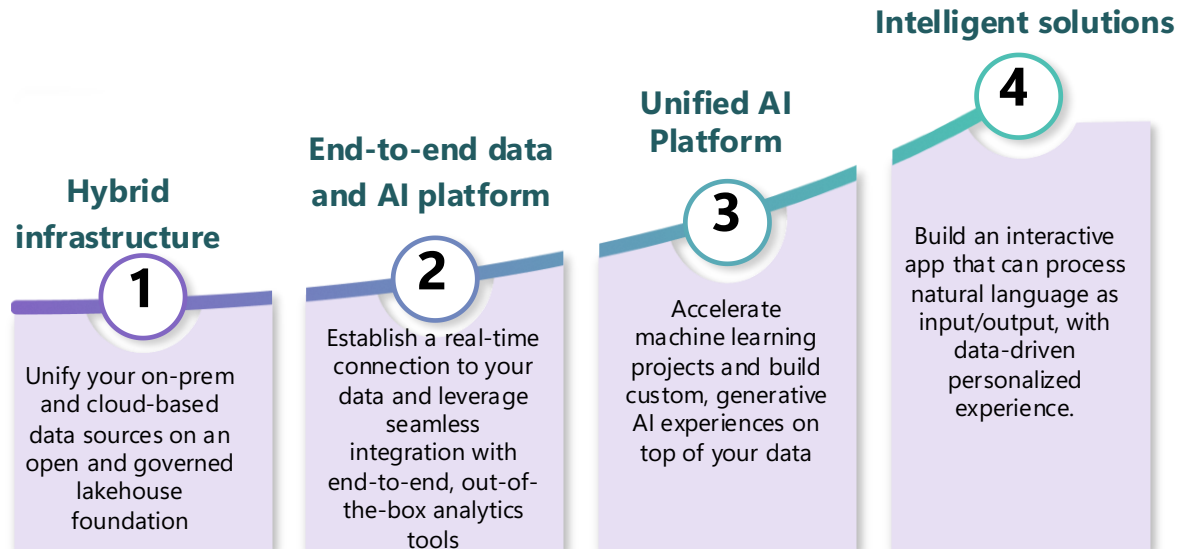 Hybrid
infrastructure
1
Unify your on-prem
and cloud-based
data sources on an
open and governed
lakehouse
foundation
End-to-end data
and AI platform
2
Establish a real-time
connection to your
data and leverage
seamless
integration with
end-to-end, out-of-
the-box analytics
tools
Unified AI
Platform
3
Accelerate
machine learning
projects and build
custom, generative
AI experiences on
top of your data
Intelligent solutions
4
Build an interactive
app that can process
natural language as
input/output, with
data-driven
personalized
experience.